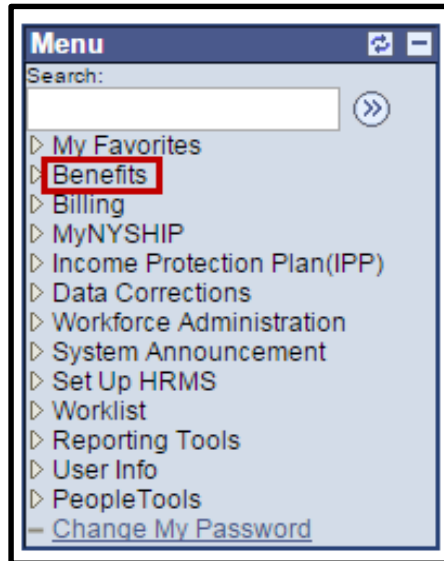 Menu
Search:
My Favorites
Benefits
Billing
MyNYSHIP
Income Protection Plan(IPP)
Data Corrections
Workforce Administration
System Announcement
Set Up HRMS
Worklist
Reporting Tools
User Info
PeopleTools
Change My Password